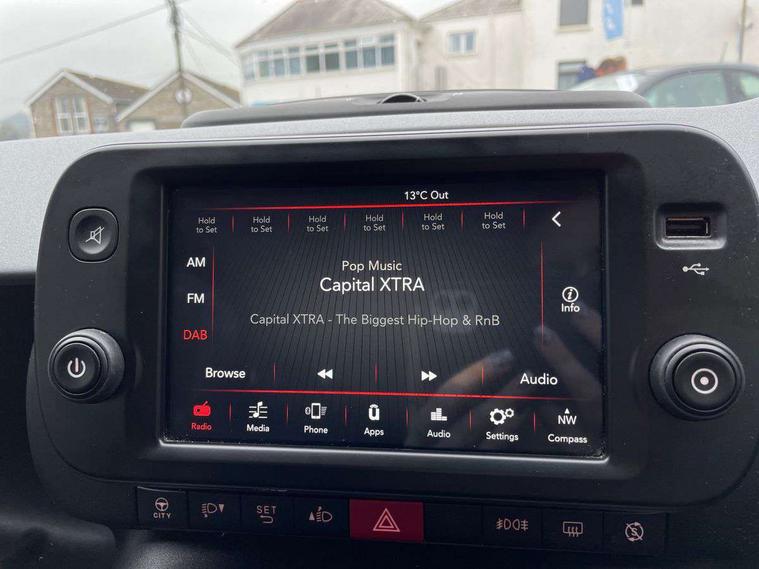 13°C Out
Hold to Set
Hold to Set
Hold to Set
Hold to Set
Hold to Set
Hold to Set
AM
FM
DAB
Pop Music
Capital XTRA
Capital XTRA - The Biggest Hip-Hop & RnB
Info
Browse
Audio
Radio
Media
Phone
Apps
Audio
Settings
NW
Compass
CITY
SET